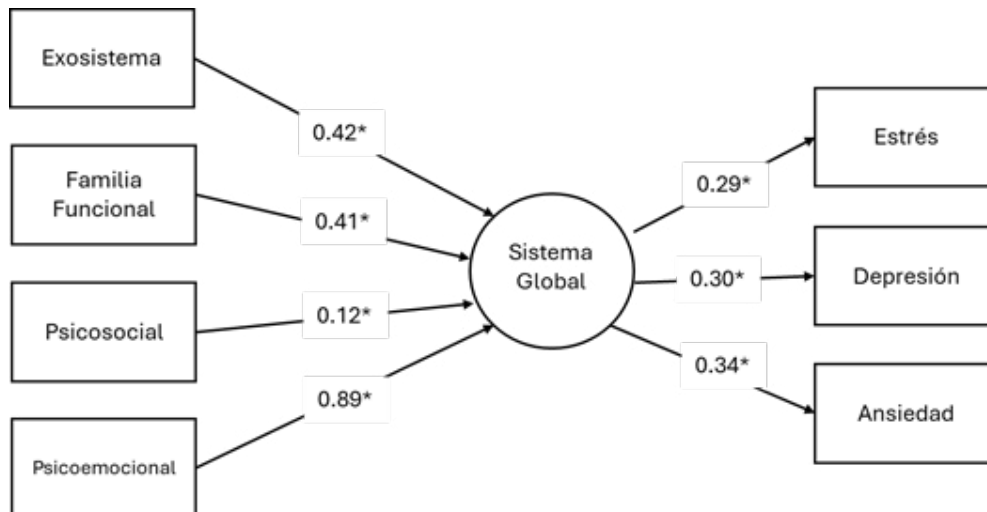 Exosistema
0.42*
Estrés
0.29*
Familia
Funcional
0.41*
Sistema
Global
0.30*
Depresión
Psicosocial
0.12*
0.34*
0.89*
Ansiedad
Psicoemocional